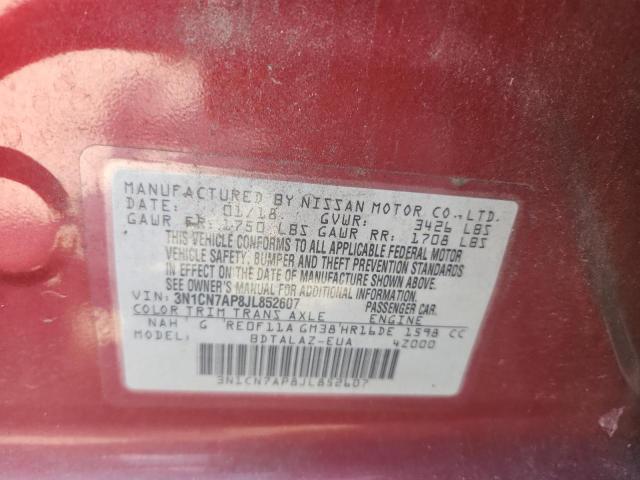 MANUFACTURED BY NISSAN MOTOR CO.,LTD.
DATE: 01/18 GVWR: 3426 LBS
GAWR FR: 1750 LBS GAWR RR: 1708 LBS
THIS VEHICLE CONFORMS TO ALL APPLICABLE FEDERAL MOTOR
VEHICLE SAFETY, BUMPER AND THEFT PREVENTION STANDARDS
IN EFFECT ON THE DATE OF MANUFACTURE SHOWN ABOVE.
SEE OWNER'S MANUAL FOR ADDITIONAL INFORMATION.
VIN: 3N1CN7AP8JL852607 PASSENGER CAR
COLOR TRIM TRANS AXLE ENGINE
NAH G RE0F11A GM38 HR16DE 1598 CC
MODEL: BDTALAZ-EUA 4Z000
3N1CN7AP8JL852607